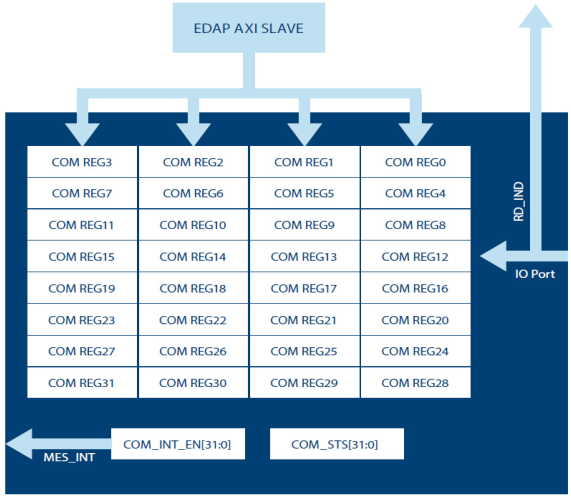 EDAP AXI SLAVE
COM REG3 COM REG2 COM REG1 COM REG0
COM REG7 COM REG6 COM REG5 COM REG4
COM REG11 COM REG10 COM REG9 COM REG8
COM REG15 COM REG14 COM REG13 COM REG12
COM REG19 COM REG18 COM REG17 COM REG16
COM REG23 COM REG22 COM REG21 COM REG20
COM REG27 COM REG26 COM REG25 COM REG24
COM REG31 COM REG30 COM REG29 COM REG28
RD_IND
IO Port
COM_INT_EN[31:0] COM_STS[31:0]
MES_INT